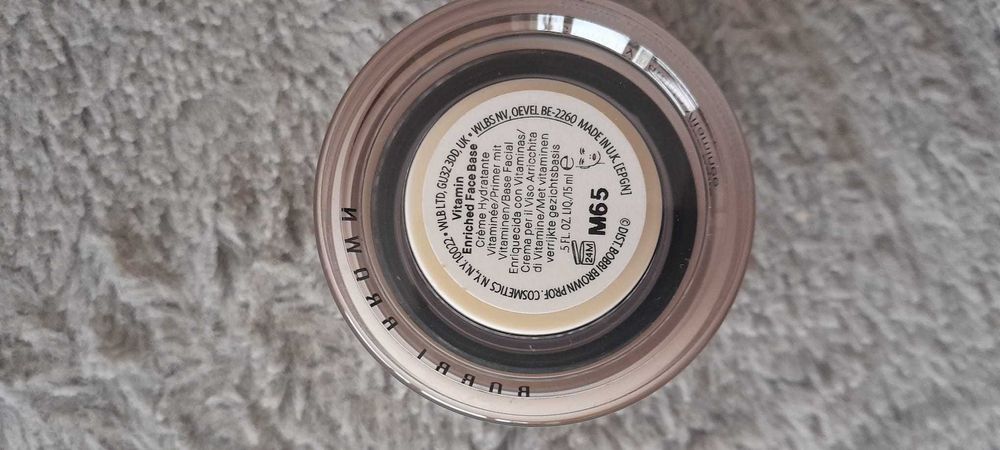 © DIST. BOBBI BROWN PROF. COSMETICS N.Y., N.Y. 10022 • WLB LTD, GU32 3DD, UK • WLBS NV, OEVEL BE-2260 MADE IN U.K. [EPGN]
Vitamin
Enriched Face Base
Crème Hydratante
Vitaminée/Primer mit
Vitaminen/Base Facial
Enriquecida con Vitaminas/
Crema per il Viso Arricchita
di Vitamine/Met vitaminen
verrijkte gezichtsbasis
.5 FL. OZ LIQ./15 ml e
24M
M65
BOBBI BROWN